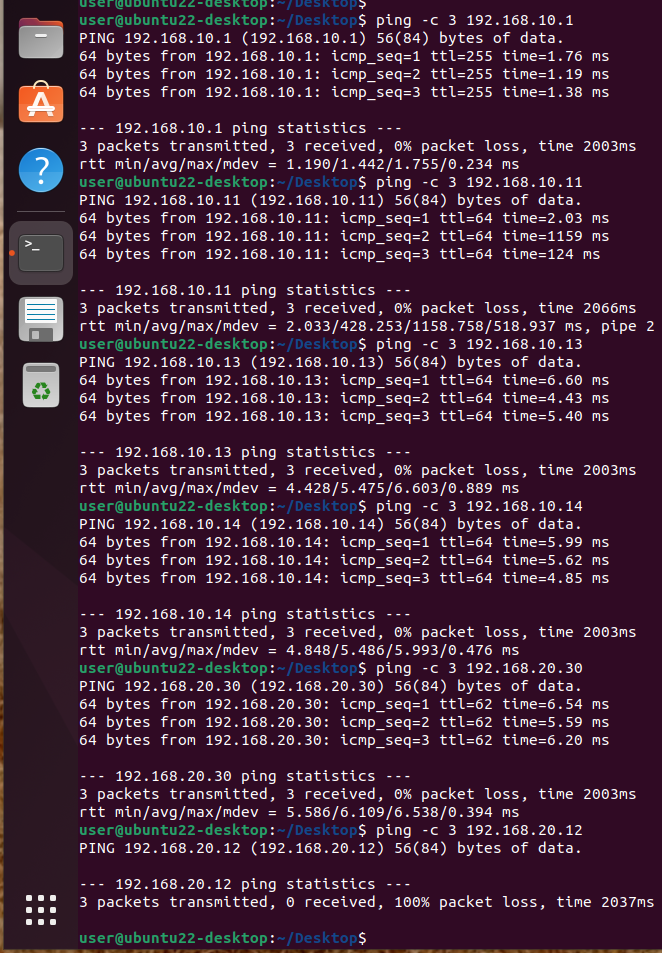 user@ubuntu22-desktop:~/Desktop$
user@ubuntu22-desktop:~/Desktop$ ping -c 3 192.168.10.1
PING 192.168.10.1 (192.168.10.1) 56(84) bytes of data.
64 bytes from 192.168.10.1: icmp_seq=1 ttl=255 time=1.76 ms
64 bytes from 192.168.10.1: icmp_seq=2 ttl=255 time=1.19 ms
64 bytes from 192.168.10.1: icmp_seq=3 ttl=255 time=1.38 ms
--- 192.168.10.1 ping statistics ---
3 packets transmitted, 3 received, 0% packet loss, time 2003ms
rtt min/avg/max/mdev = 1.190/1.442/1.755/0.234 ms
user@ubuntu22-desktop:~/Desktop$ ping -c 3 192.168.10.11
PING 192.168.10.11 (192.168.10.11) 56(84) bytes of data.
64 bytes from 192.168.10.11: icmp_seq=1 ttl=64 time=2.03 ms
64 bytes from 192.168.10.11: icmp_seq=2 ttl=64 time=1159 ms
64 bytes from 192.168.10.11: icmp_seq=3 ttl=64 time=124 ms
--- 192.168.10.11 ping statistics ---
3 packets transmitted, 3 received, 0% packet loss, time 2066ms
rtt min/avg/max/mdev = 2.033/428.253/1158.758/518.937 ms, pipe 2
user@ubuntu22-desktop:~/Desktop$ ping -c 3 192.168.10.13
PING 192.168.10.13 (192.168.10.13) 56(84) bytes of data.
64 bytes from 192.168.10.13: icmp_seq=1 ttl=64 time=6.60 ms
64 bytes from 192.168.10.13: icmp_seq=2 ttl=64 time=4.43 ms
64 bytes from 192.168.10.13: icmp_seq=3 ttl=64 time=5.40 ms
--- 192.168.10.13 ping statistics ---
3 packets transmitted, 3 received, 0% packet loss, time 2003ms
rtt min/avg/max/mdev = 4.428/5.475/6.603/0.889 ms
user@ubuntu22-desktop:~/Desktop$ ping -c 3 192.168.10.14
PING 192.168.10.14 (192.168.10.14) 56(84) bytes of data.
64 bytes from 192.168.10.14: icmp_seq=1 ttl=64 time=5.99 ms
64 bytes from 192.168.10.14: icmp_seq=2 ttl=64 time=5.62 ms
64 bytes from 192.168.10.14: icmp_seq=3 ttl=64 time=4.85 ms
--- 192.168.10.14 ping statistics ---
3 packets transmitted, 3 received, 0% packet loss, time 2003ms
rtt min/avg/max/mdev = 4.848/5.486/5.993/0.476 ms
user@ubuntu22-desktop:~/Desktop$ ping -c 3 192.168.20.30
PING 192.168.20.30 (192.168.20.30) 56(84) bytes of data.
64 bytes from 192.168.20.30: icmp_seq=1 ttl=62 time=6.54 ms
64 bytes from 192.168.20.30: icmp_seq=2 ttl=62 time=5.59 ms
64 bytes from 192.168.20.30: icmp_seq=3 ttl=62 time=6.20 ms
--- 192.168.20.30 ping statistics ---
3 packets transmitted, 3 received, 0% packet loss, time 2003ms
rtt min/avg/max/mdev = 5.586/6.109/6.538/0.394 ms
user@ubuntu22-desktop:~/Desktop$ ping -c 3 192.168.20.12
PING 192.168.20.12 (192.168.20.12) 56(84) bytes of data.
--- 192.168.20.12 ping statistics ---
3 packets transmitted, 0 received, 100% packet loss, time 2037ms
user@ubuntu22-desktop:~/Desktop$